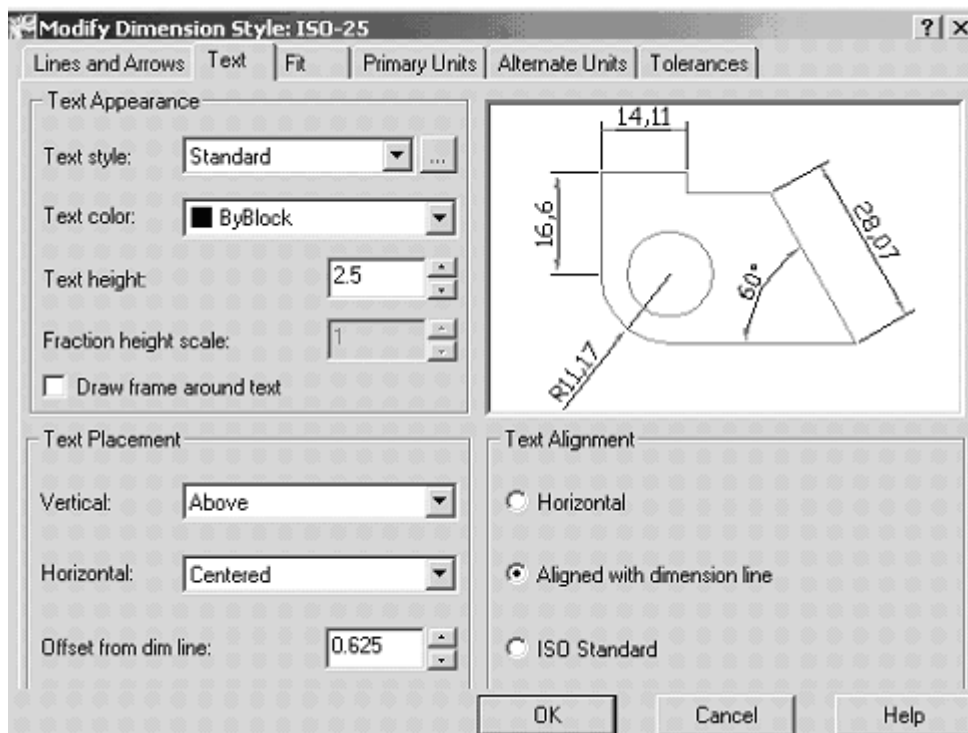 Modify Dimension Style: ISO-25
Lines and Arrows Text Fit Primary Units Alternate Units Tolerances
Text Appearance
Text style: Standard ...
Text color: ByBlock
Text height: 2.5
Fraction height scale: 1
Draw frame around text
14,11
16,6
28,07
60°
R11,17
Text Placement
Vertical: Above
Horizontal: Centered
Offset from dim line: 0.625
Text Alignment
Horizontal
Aligned with dimension line
ISO Standard
OK Cancel Help